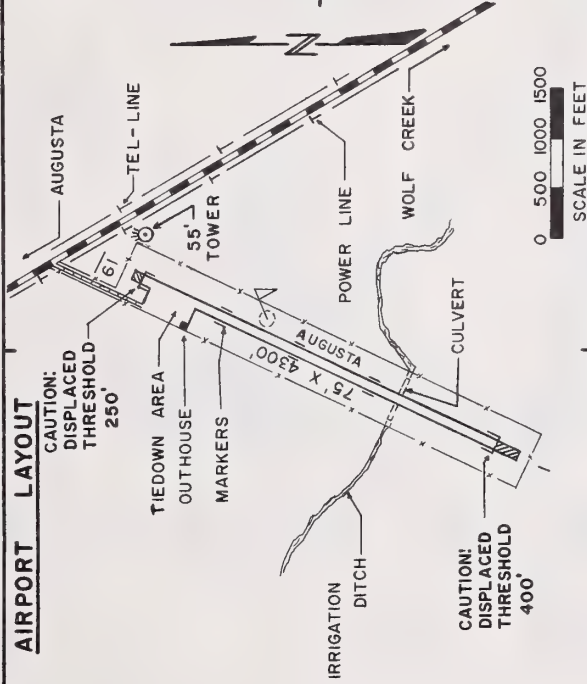 AIRPORT LAYOUT
CAUTION:
DISPLACED
THRESHOLD
250'
AUGUSTA
TEL-LINE
19
55'
TOWER
N
TIEDOWN AREA
OUTHOUSE
MARKERS
AUGUSTA
75' X 4300'
POWER LINE
WOLF CREEK
CULVERT
IRRIGATION
DITCH
CAUTION:
DISPLACED
THRESHOLD
400'
0 500 1000 1500
SCALE IN FEET